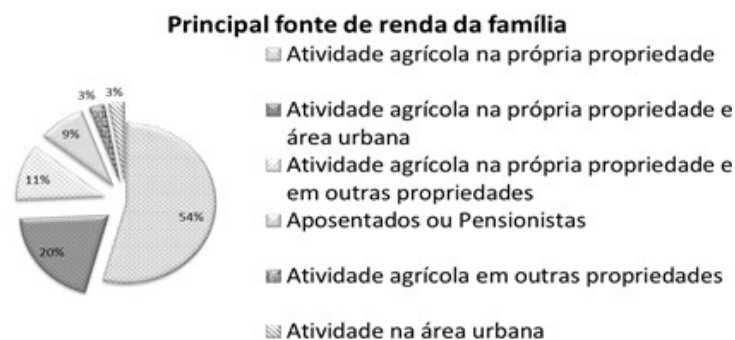 Principal fonte de renda da família
Atividade agrícola na própria propriedade
Atividade agrícola na própria propriedade e
área urbana
Atividade agrícola na própria propriedade e
em outras propriedades
Aposentados ou Pensionistas
Atividade agrícola em outras propriedades
Atividade na área urbana
3%
3%
9%
11%
54%
20%